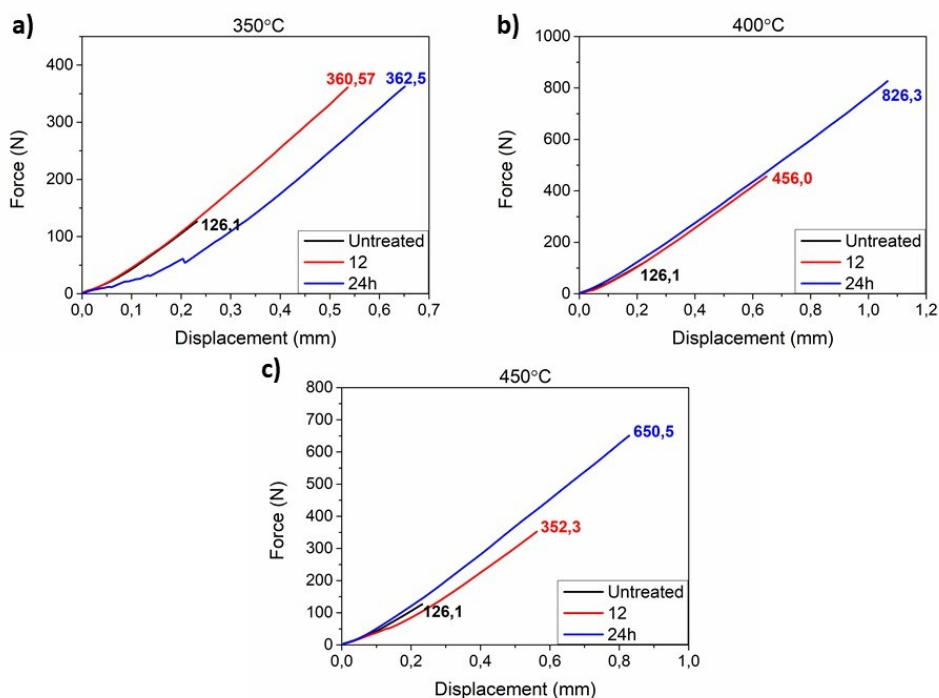 a)
350°C
400
300
200
100
0
Force (N)
360,57
362,5
126,1
Untreated
12
24h
0,0 0,1 0,2 0,3 0,4 0,5 0,6 0,7
Displacement (mm)
b)
400°C
1000
800
600
400
200
0
Force (N)
826,3
456,0
126,1
Untreated
12
24h
0,0 0,2 0,4 0,6 0,8 1,0 1,2
Displacement (mm)
c)
450°C
800
700
600
500
400
300
200
100
0
Force (N)
650,5
352,3
126,1
Untreated
12
24h
0,0 0,2 0,4 0,6 0,8 1,0
Displacement (mm)